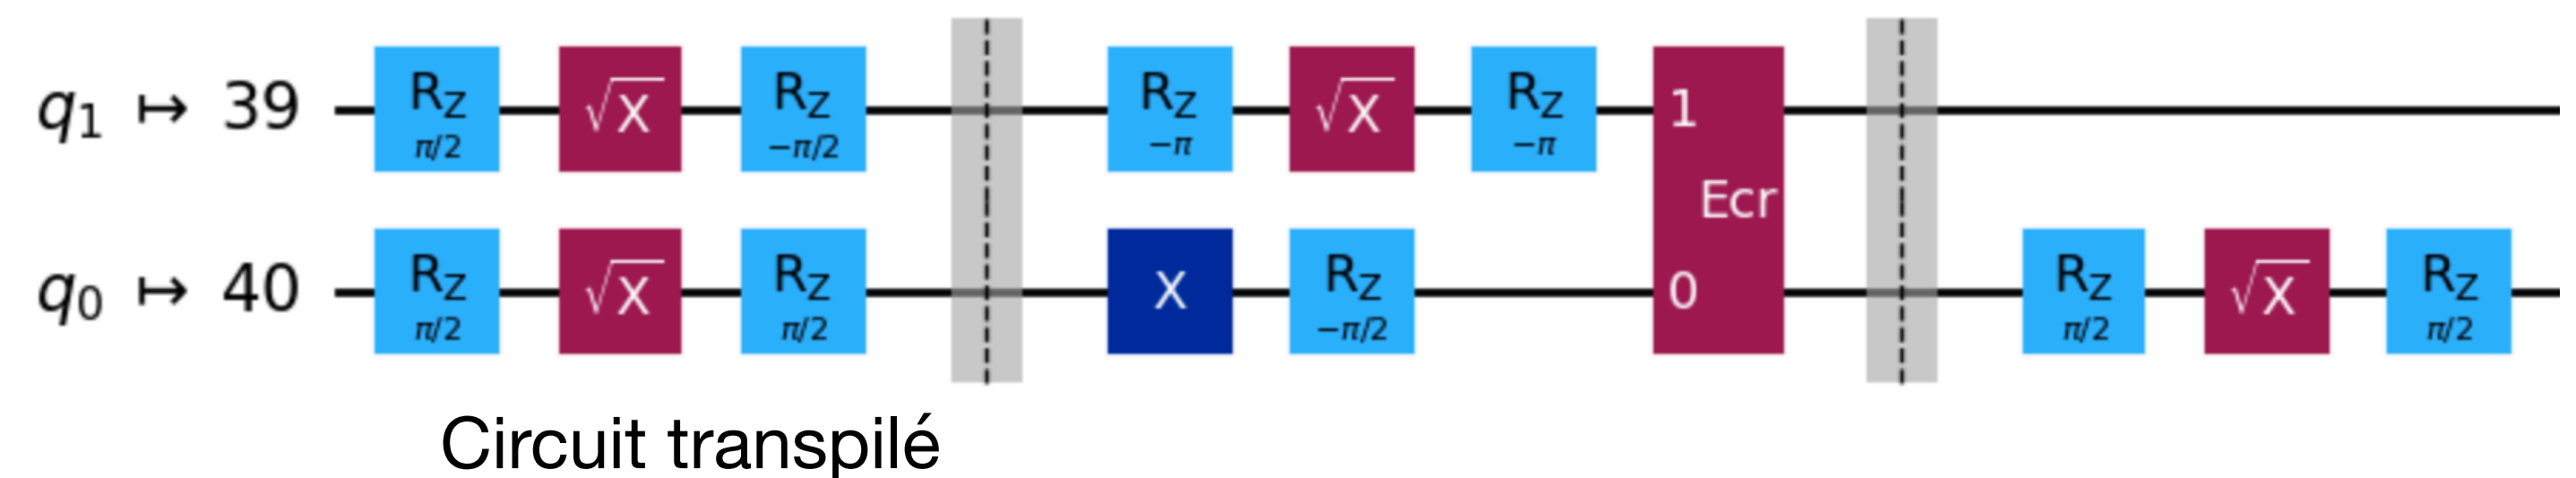 q1 ↦ 39 RZ π/2 √X RZ −π/2 RZ −π √X RZ −π 1
Ecr
q0 ↦ 40 RZ π/2 √X RZ π/2 X RZ −π/2 0 RZ π/2 √X RZ π/2
Circuit transpilé